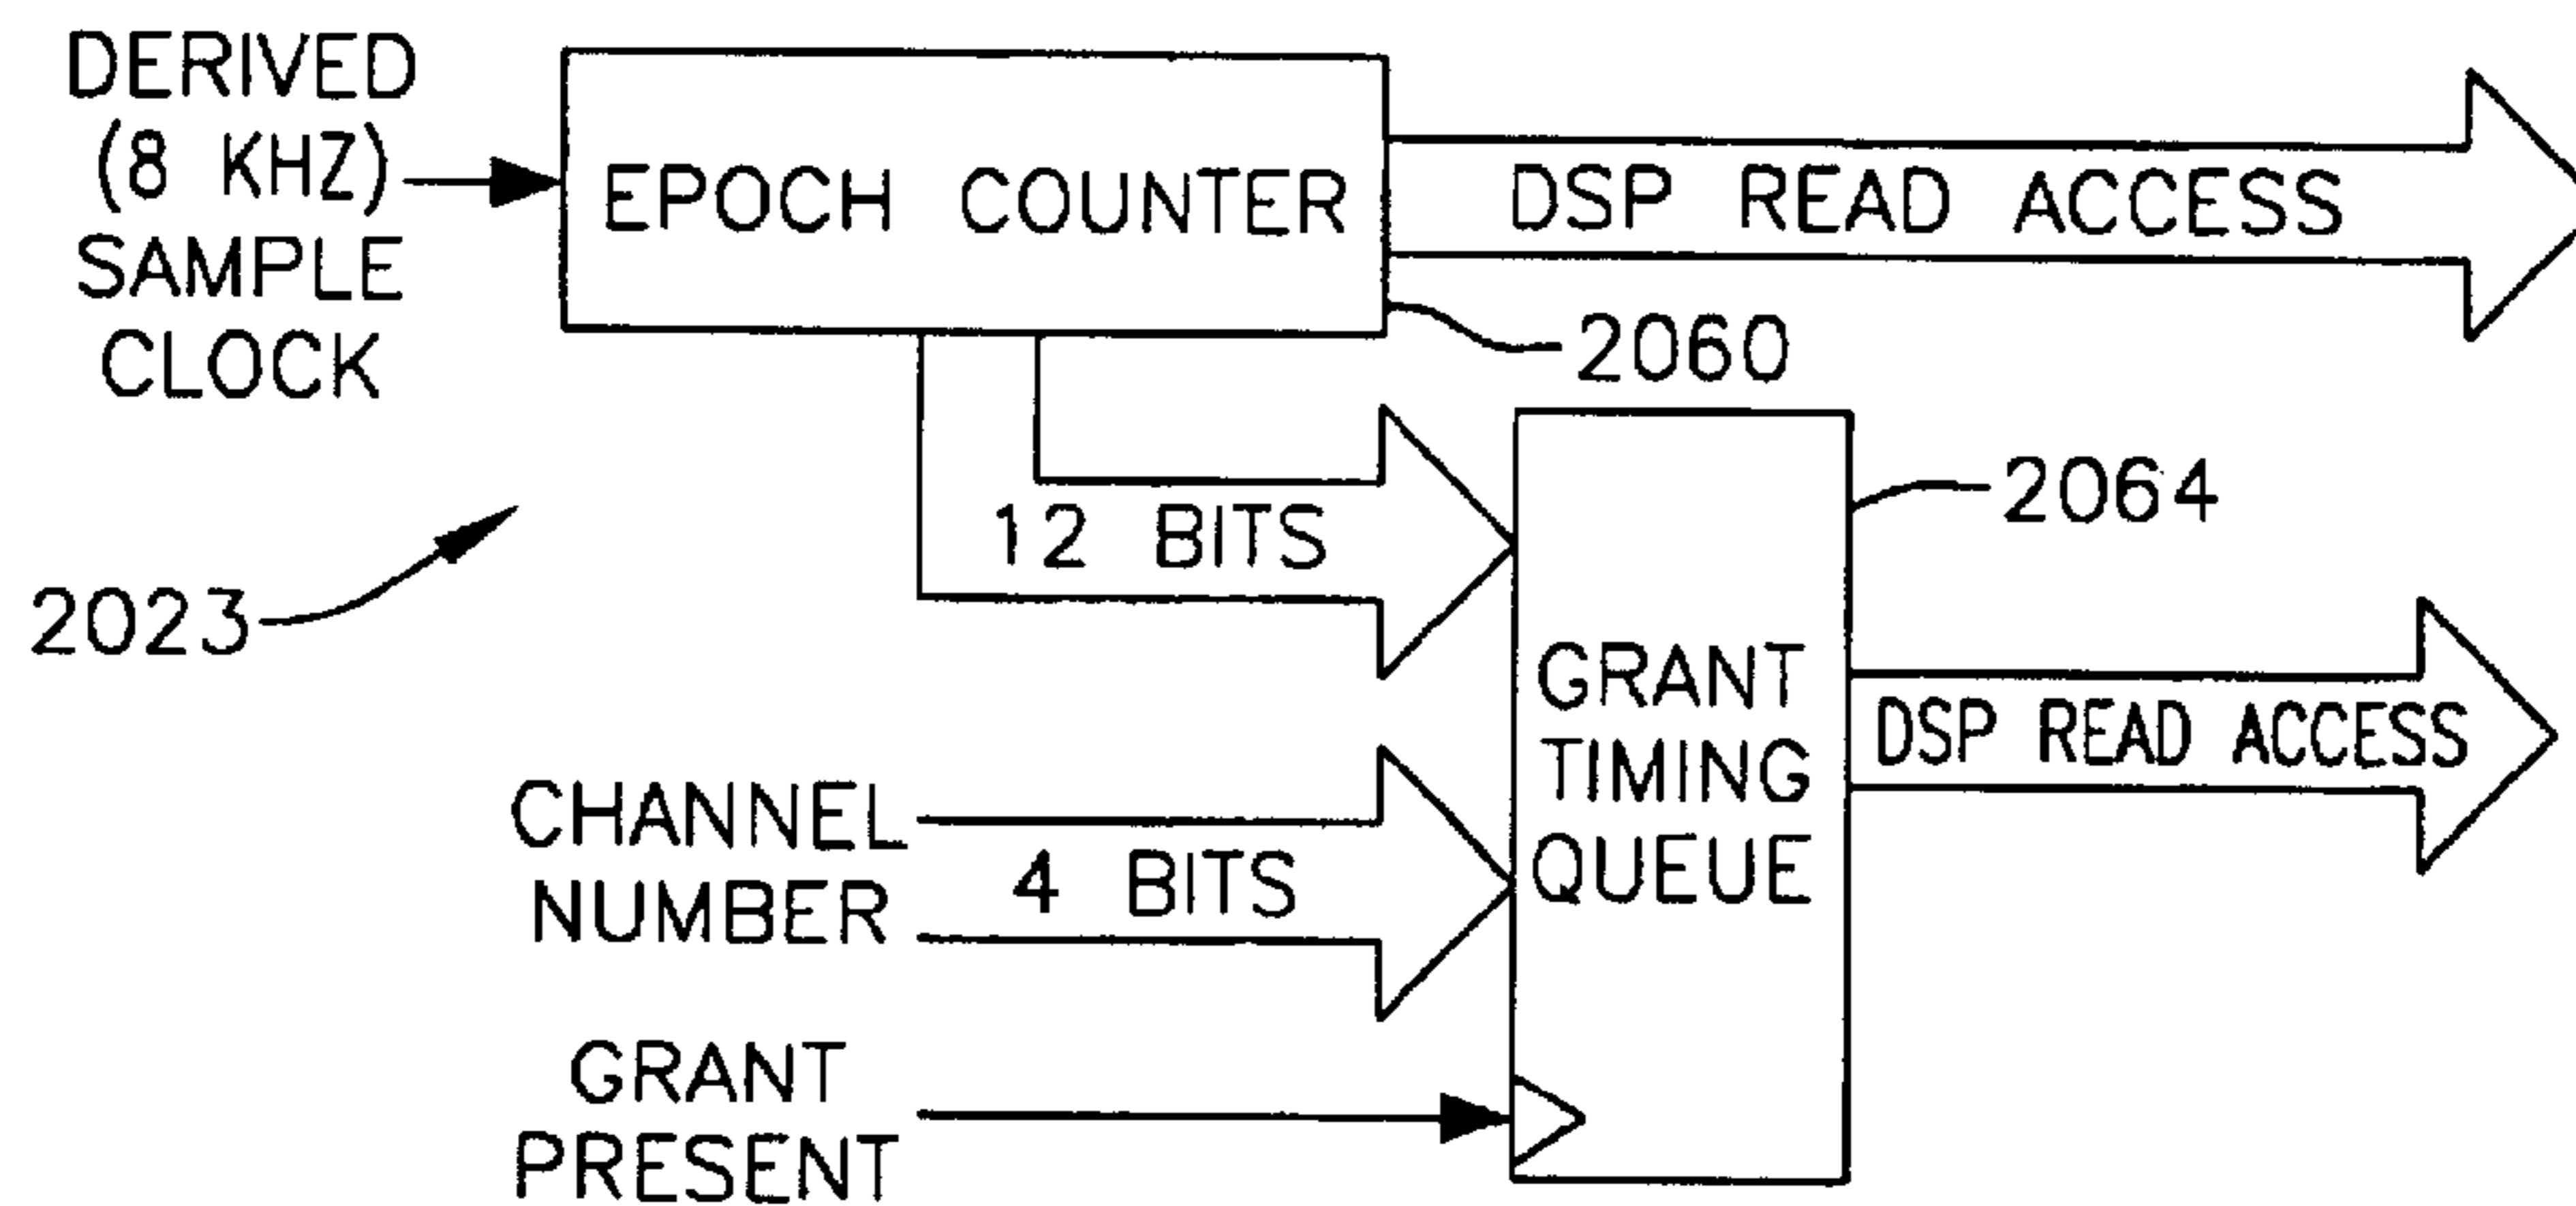 DERIVED
(8 KHZ)
SAMPLE
CLOCK
EPOCH COUNTER
DSP READ ACCESS
2060
12 BITS
2064
2023
GRANT
TIMING
QUEUE
DSP READ ACCESS
CHANNEL
NUMBER
4 BITS
GRANT
PRESENT